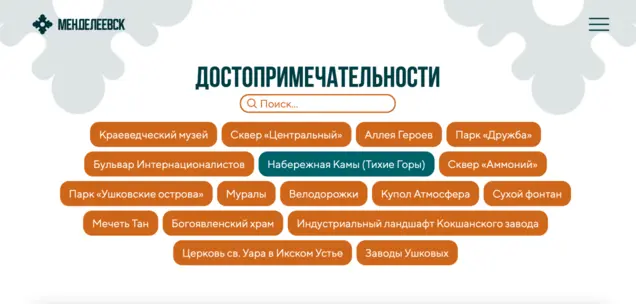 МЕНДЕЛЕЕВСК
ДОСТОПРИМЕЧАТЕЛЬНОСТИ
Поиск...
Краеведческий музей Сквер «Центральный» Аллея Героев Парк «Дружба»
Бульвар Интернационалистов Набережная Камы (Тихие Горы) Сквер «Аммоний»
Парк «Ушковские острова» Муралы Велодорожки Купол Атмосфера Сухой фонтан
Мечеть Тан Богоявленский храм Индустриальный ландшафт Кокшанского завода
Церковь св. Уара в Икском Устье Заводы Ушковых